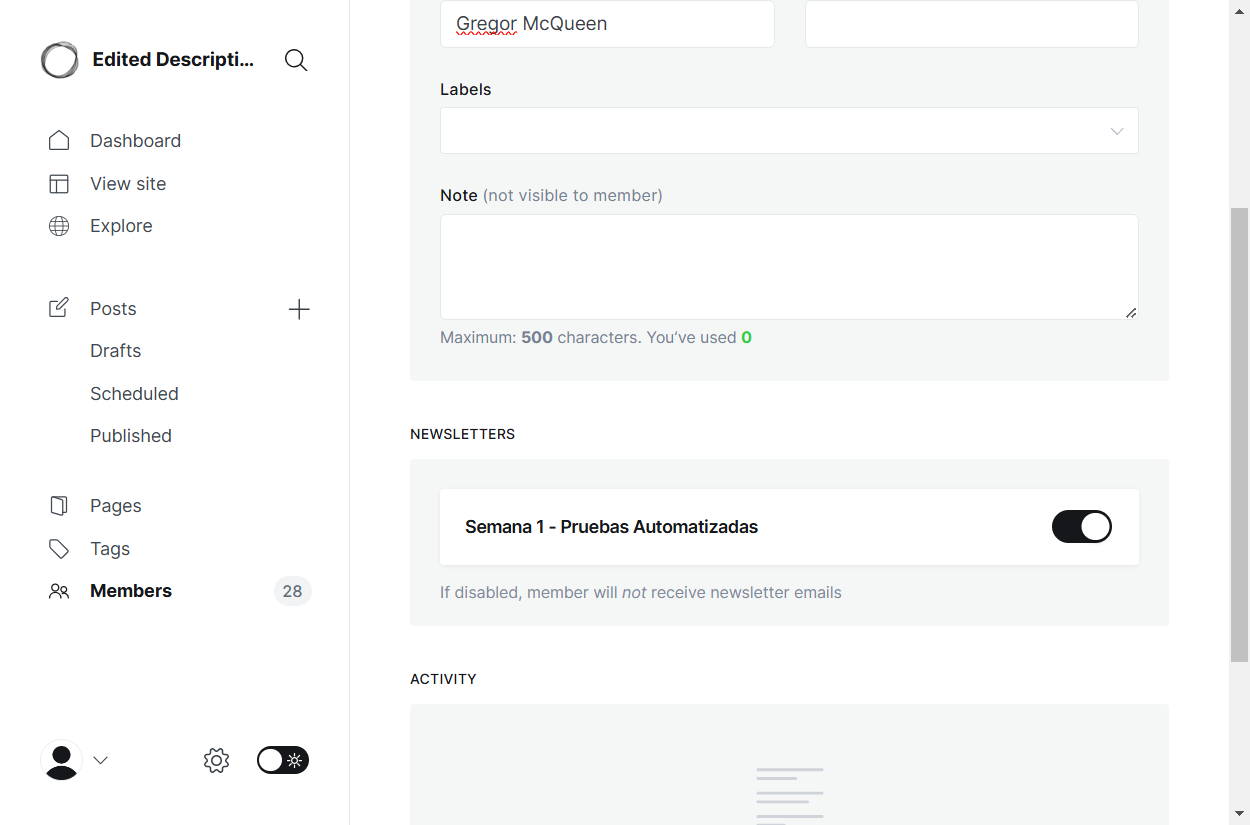 Edited Descripti...
Dashboard
View site
Explore
Posts
Drafts
Scheduled
Published
Pages
Tags
Members 28
Gregor McQueen
Labels
Note (not visible to member)
Maximum: 500 characters. You’ve used 0
NEWSLETTERS
Semana 1 - Pruebas Automatizadas
If disabled, member will not receive newsletter emails
ACTIVITY